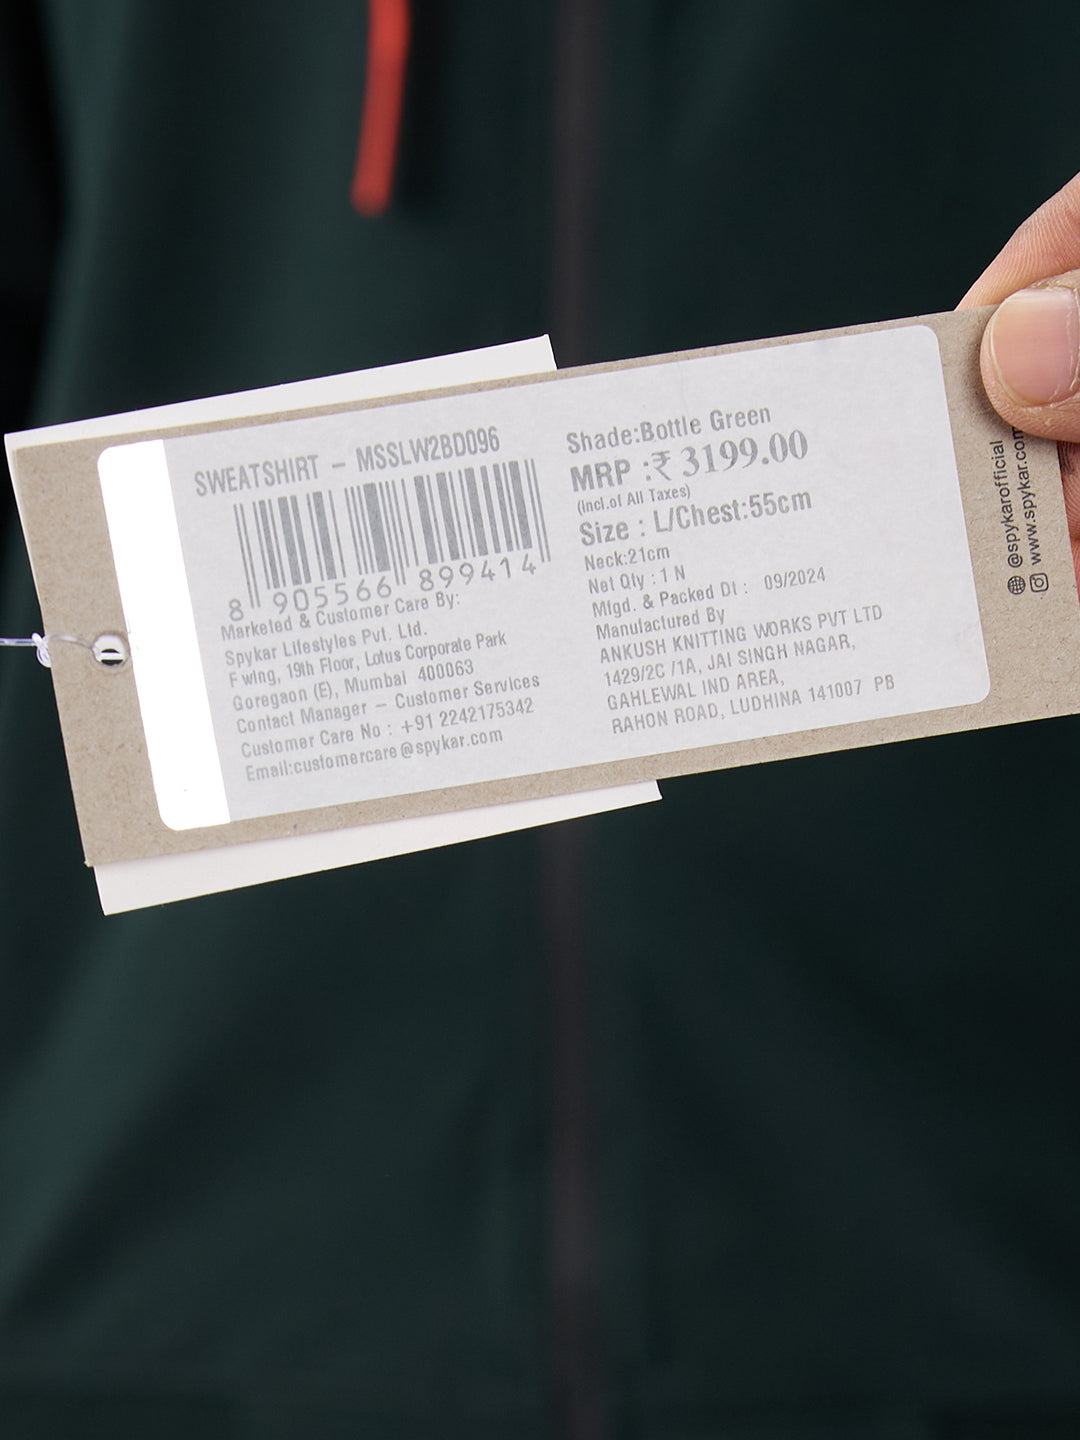 SWEATSHIRT - MSSLW2BD096
8 905566 899414
Marketed & Customer Care By:
Spykar Lifestyles Pvt. Ltd.
F wing, 19th Floor, Lotus Corporate Park
Goregaon (E), Mumbai 400063
Contact Manager - Customer Services
Customer Care No : +91 2242175342
Email:customercare@spykar.com
Shade:Bottle Green
MRP :₹ 3199.00
(Incl.of All Taxes)
Size : L/Chest:55cm
Neck:21cm
Net Qty : 1 N
Mfgd. & Packed Dt : 09/2024
Manufactured By
ANKUSH KNITTING WORKS PVT LTD
1429/2C /1A, JAI SINGH NAGAR,
GAHLEWAL IND AREA,
RAHON ROAD, LUDHINA 141007 PB
@spykarofficial
www.spykar.com